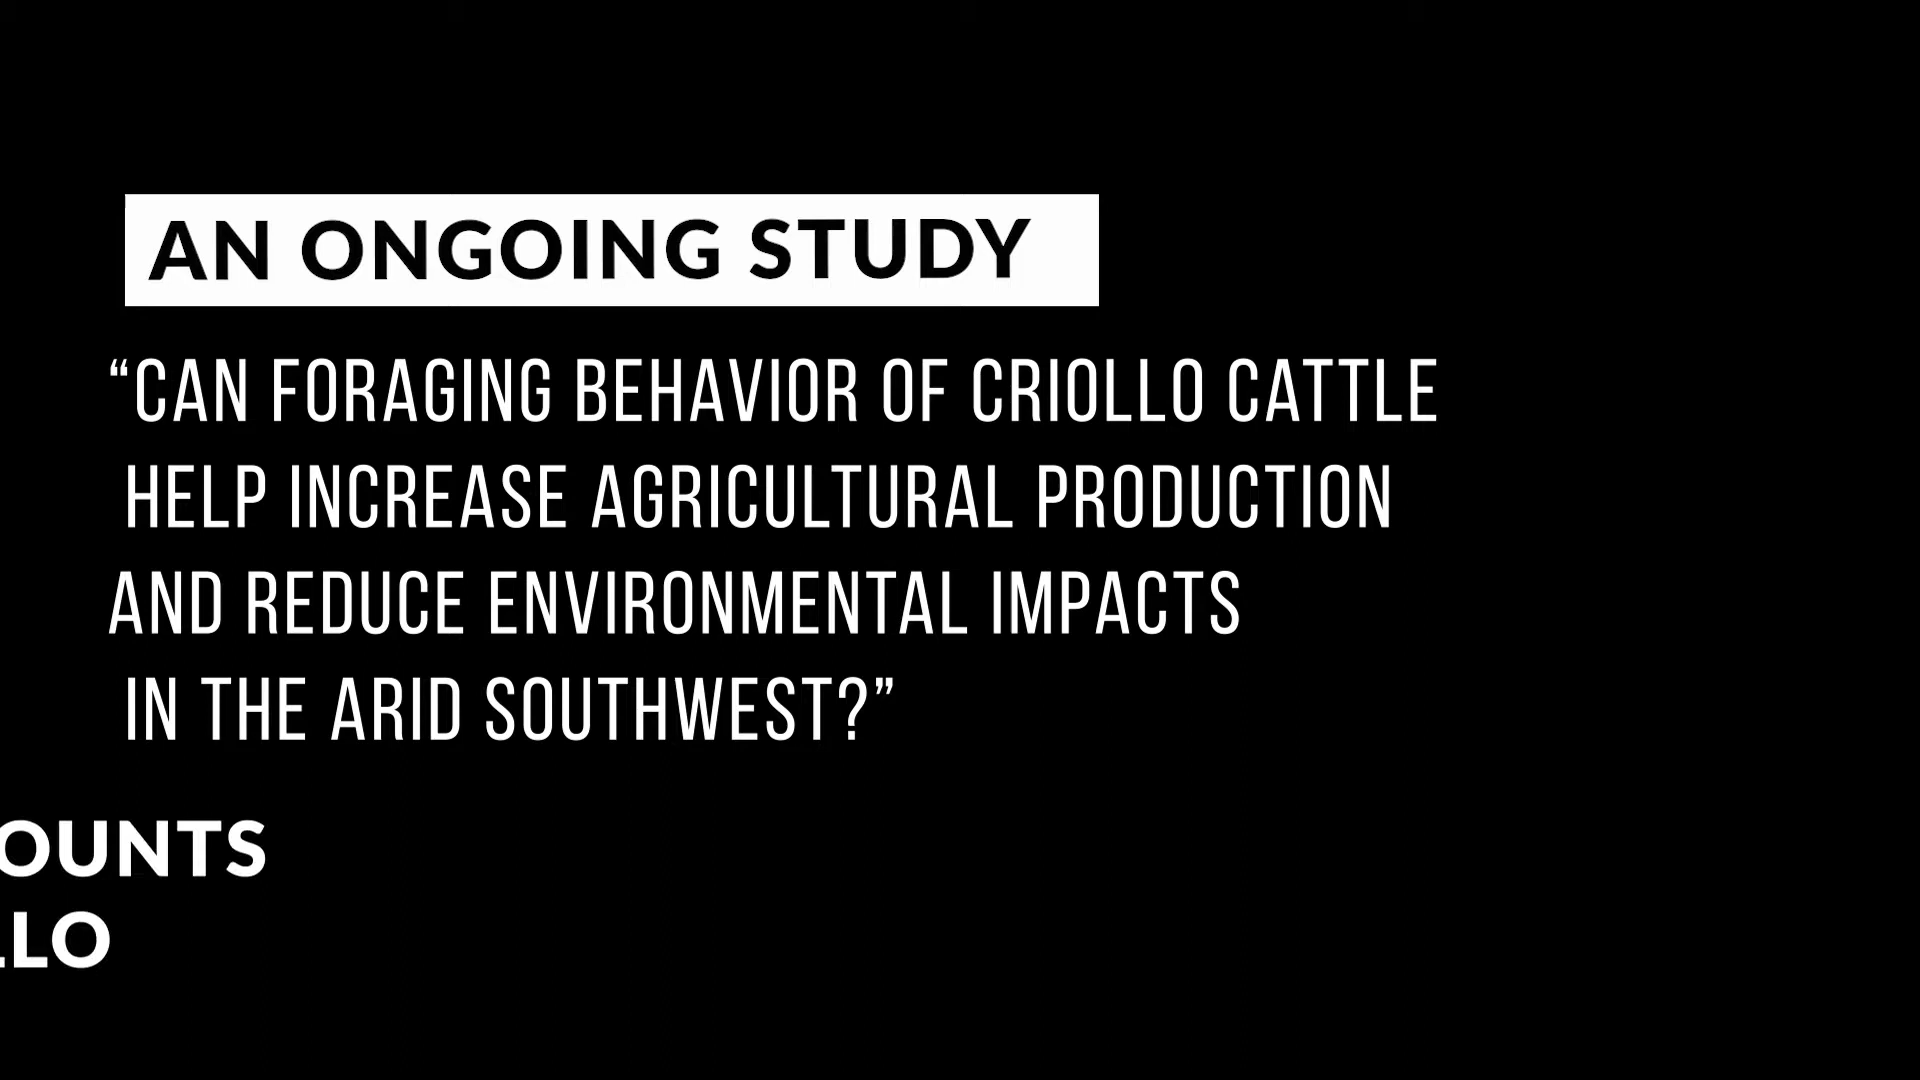 AN ONGOING STUDY
“CAN FORAGING BEHAVIOR OF CRIOLLO CATTLE
HELP INCREASE AGRICULTURAL PRODUCTION
AND REDUCE ENVIRONMENTAL IMPACTS
IN THE ARID SOUTHWEST?”
OUNTS
LLO